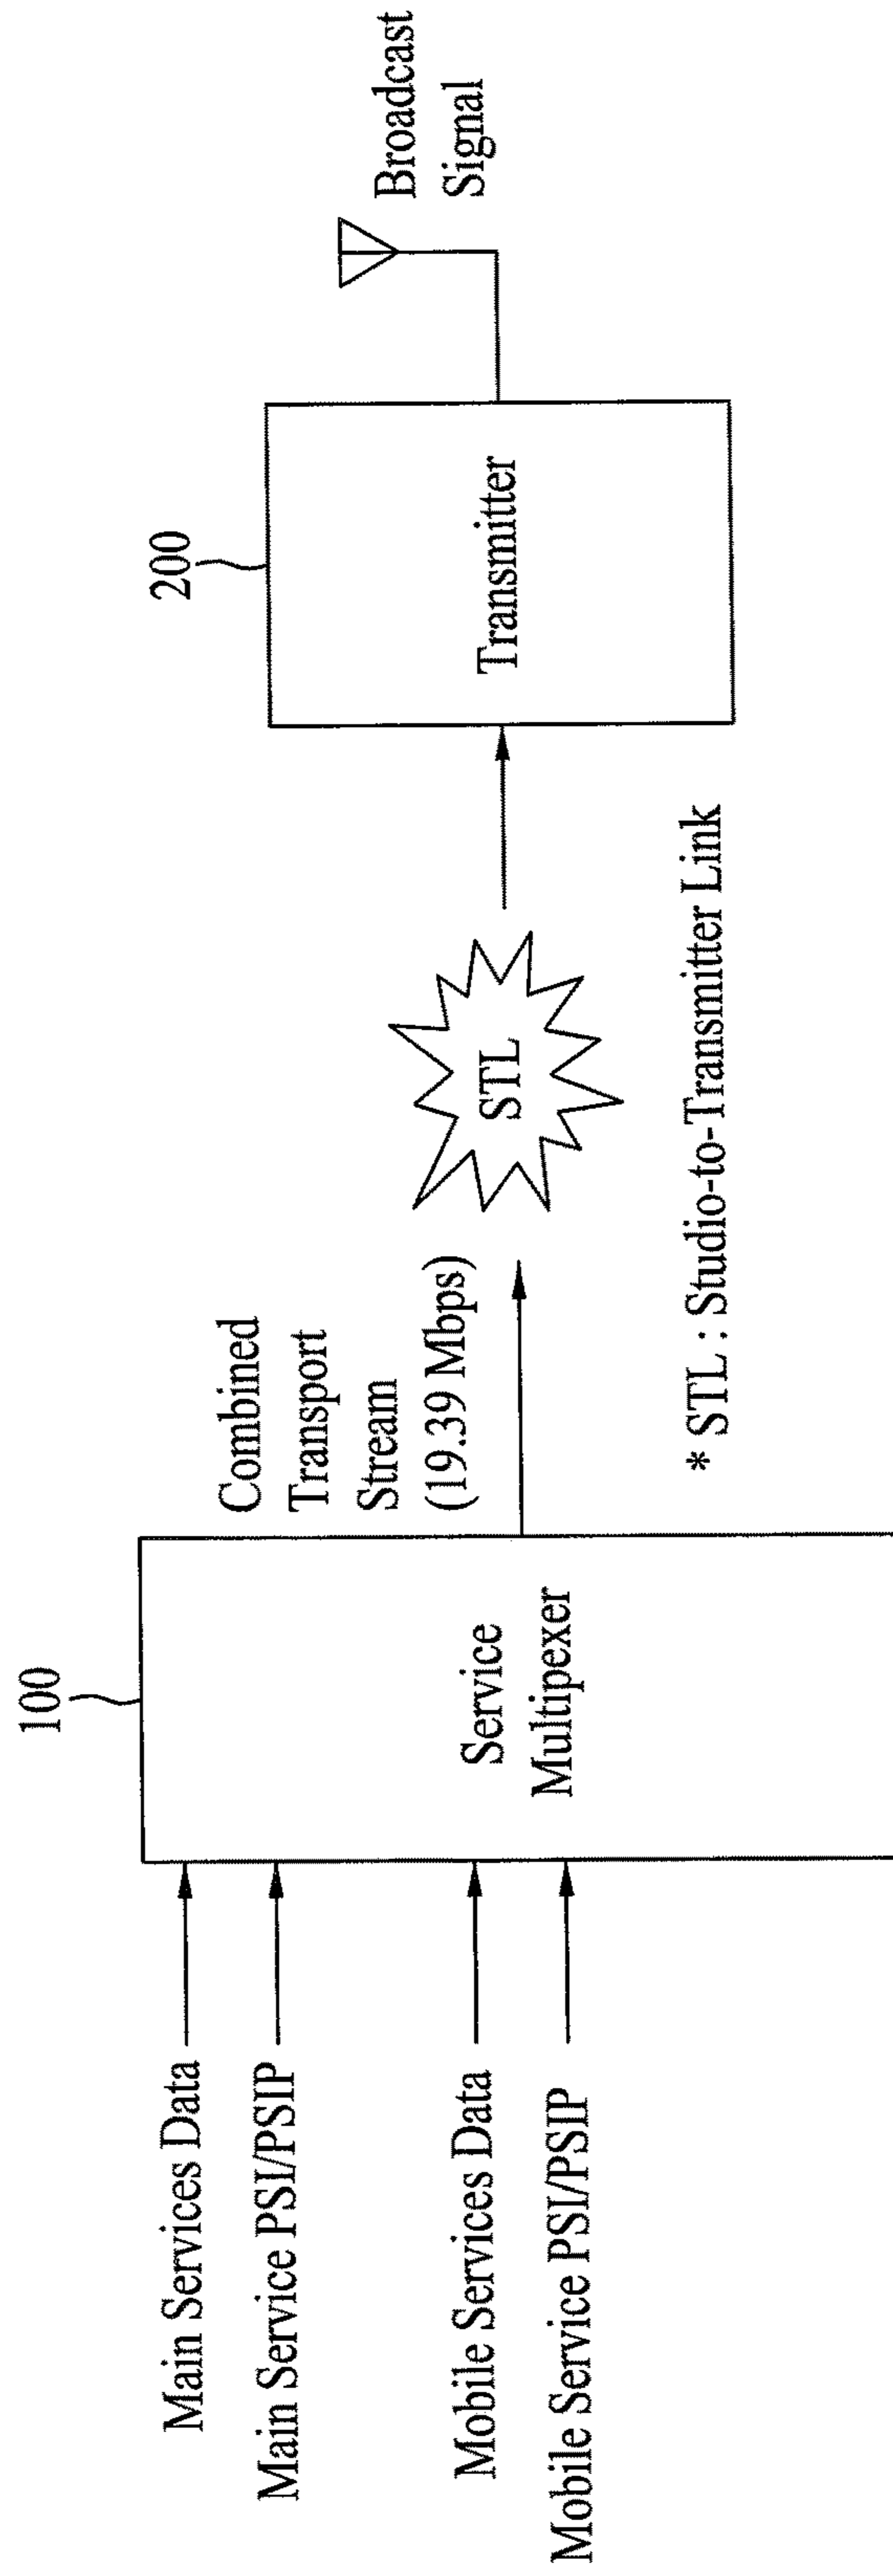 Main Services Data
Main Service PSI/PSIP
Mobile Services Data
Mobile Service PSI/PSIP
100
Service
Multipexer
Combined
Transport
Stream
(19.39 Mbps)
STL
* STL : Studio-to-Transmitter Link
200
Transmitter
Broadcast
Signal